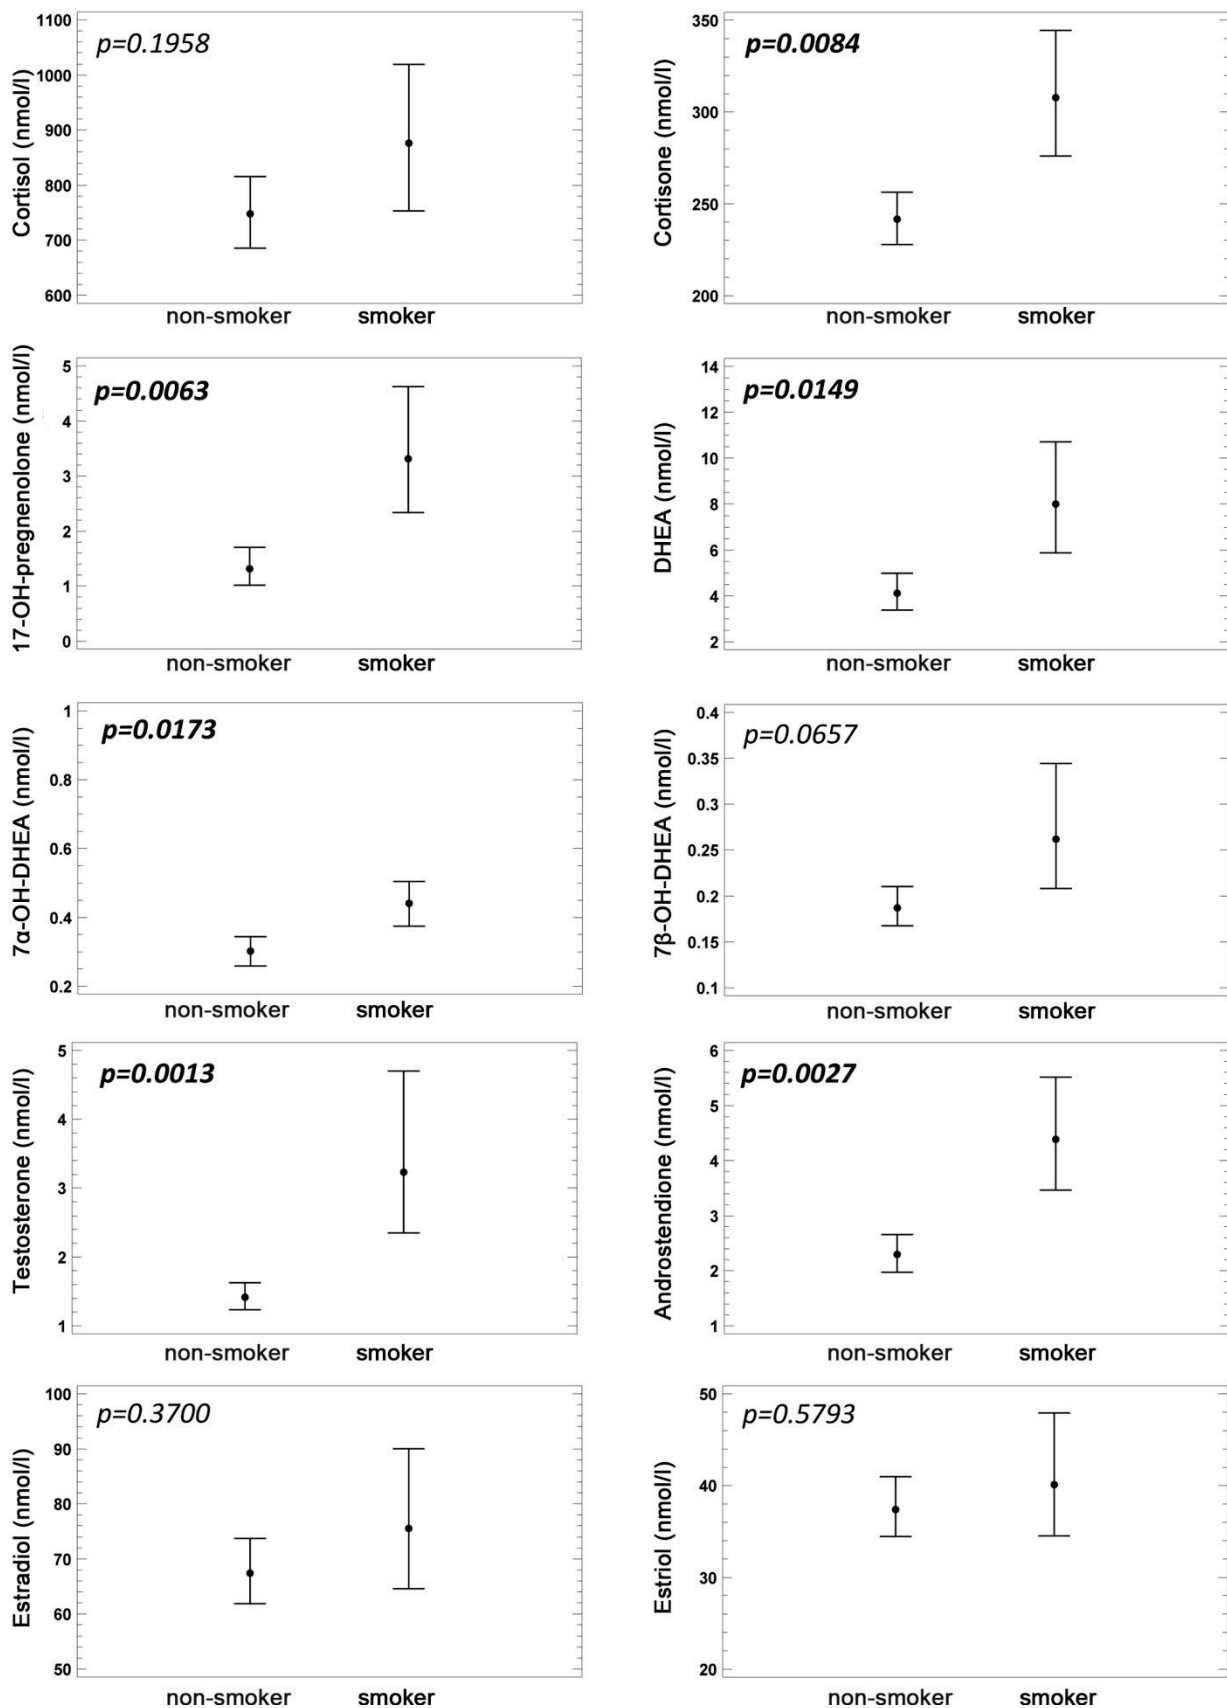 Cortisol (nmol/l)
1100
1000
900
800
700
600
p=0.1958
non-smoker smoker
Cortisone (nmol/l)
350
300
250
200
p=0.0084
non-smoker smoker
17-OH-pregnenolone (nmol/l)
5
4
3
2
1
0
p=0.0063
non-smoker smoker
DHEA (nmol/l)
14
12
10
8
6
4
2
p=0.0149
non-smoker smoker
7α-OH-DHEA (nmol/l)
1
0.8
0.6
0.4
0.2
p=0.0173
non-smoker smoker
7β-OH-DHEA (nmol/l)
0.4
0.35
0.3
0.25
0.2
0.15
0.1
p=0.0657
non-smoker smoker
Testosterone (nmol/l)
5
4
3
2
1
p=0.0013
non-smoker smoker
Androstendione (nmol/l)
6
5
4
3
2
1
p=0.0027
non-smoker smoker
Estradiol (nmol/l)
100
90
80
70
60
50
p=0.3700
non-smoker smoker
Estriol (nmol/l)
50
40
30
20
p=0.5793
non-smoker smoker